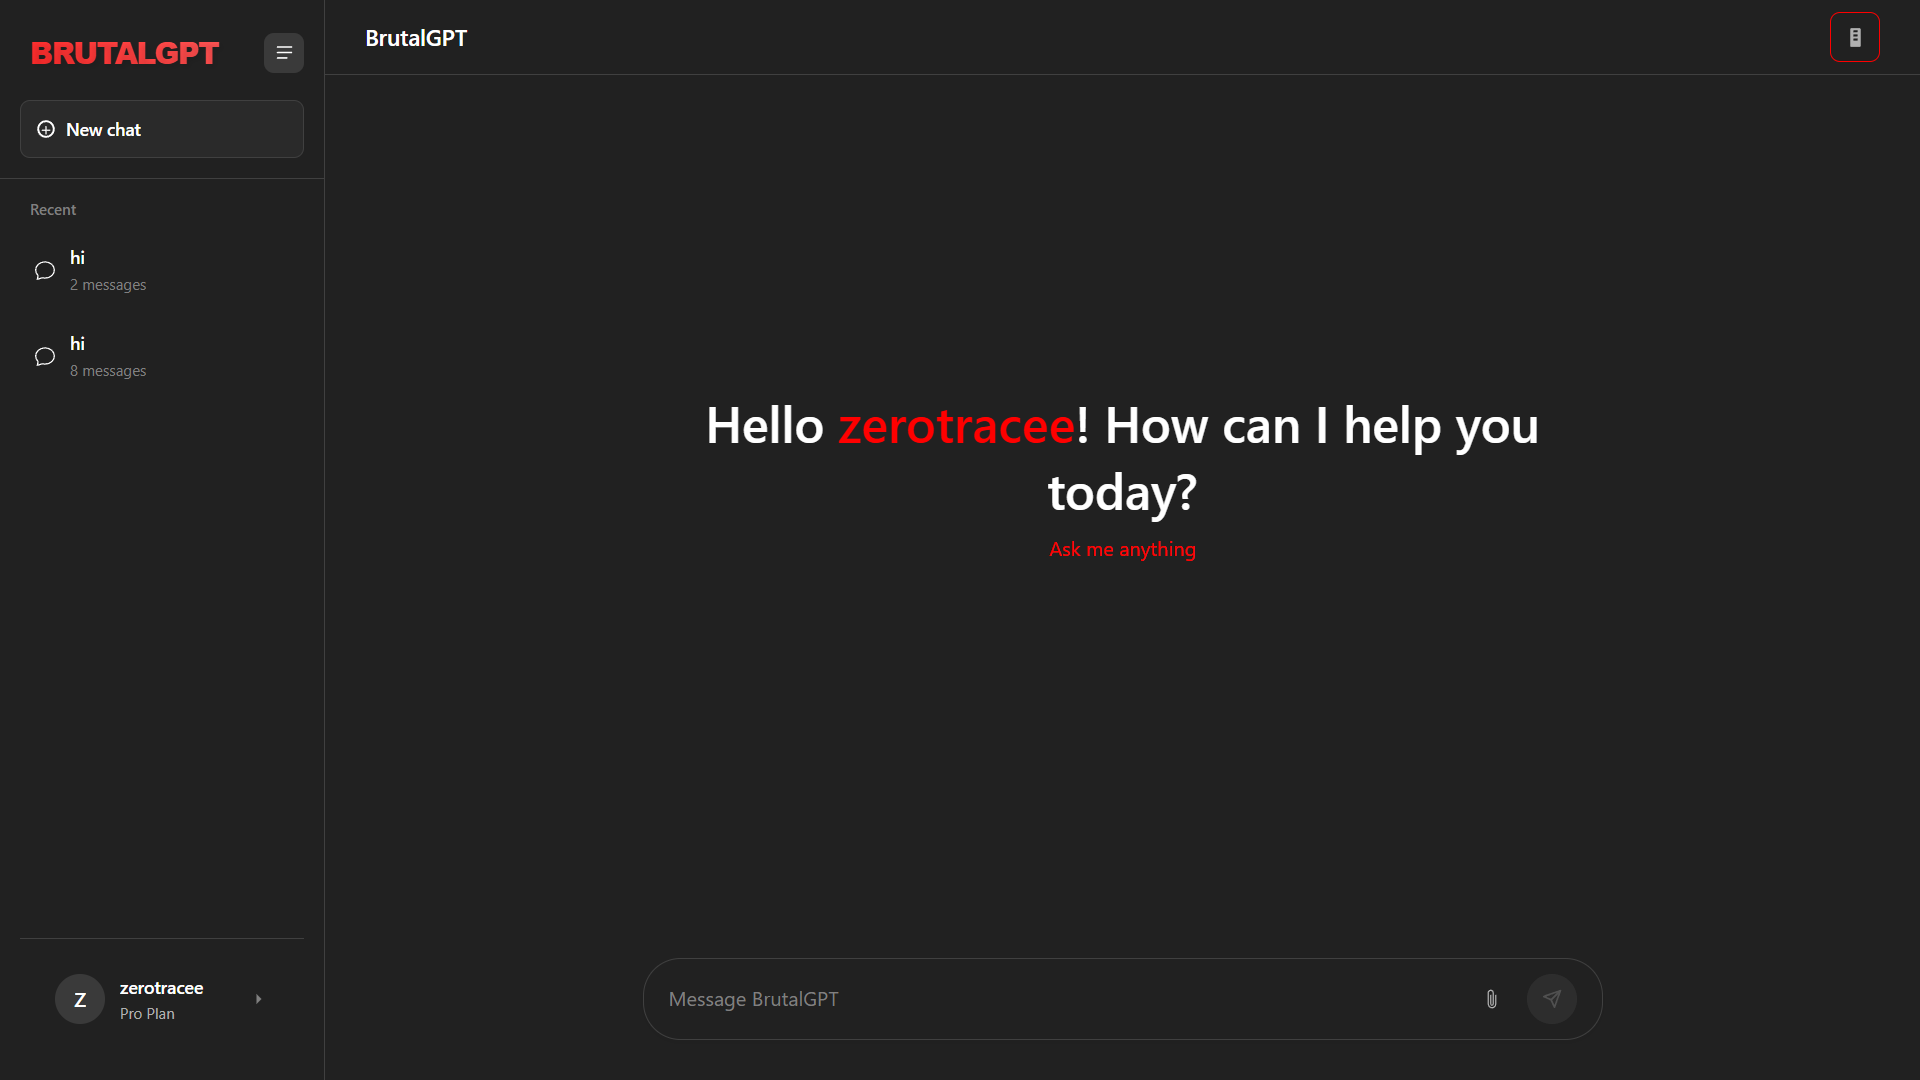 BRUTALGPT
New chat
Recent
hi
2 messages
hi
8 messages
Z
zerotracee
Pro Plan
BrutalGPT
Hello zerotracee! How can I help you
today?
Ask me anything
Message BrutalGPT